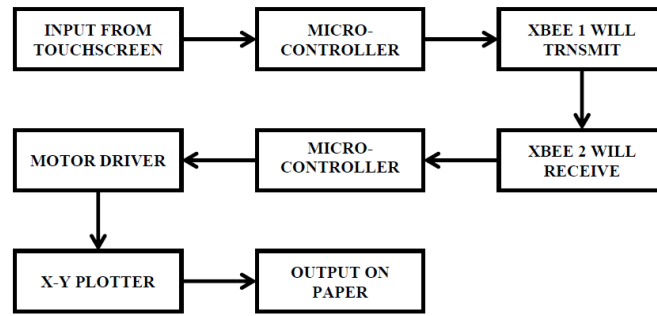 INPUT FROM
TOUCHSCREEN
MICRO-
CONTROLLER
XBEE 1 WILL
TRNSMIT
XBEE 2 WILL
RECEIVE
MICRO-
CONTROLLER
MOTOR DRIVER
X-Y PLOTTER
OUTPUT ON
PAPER